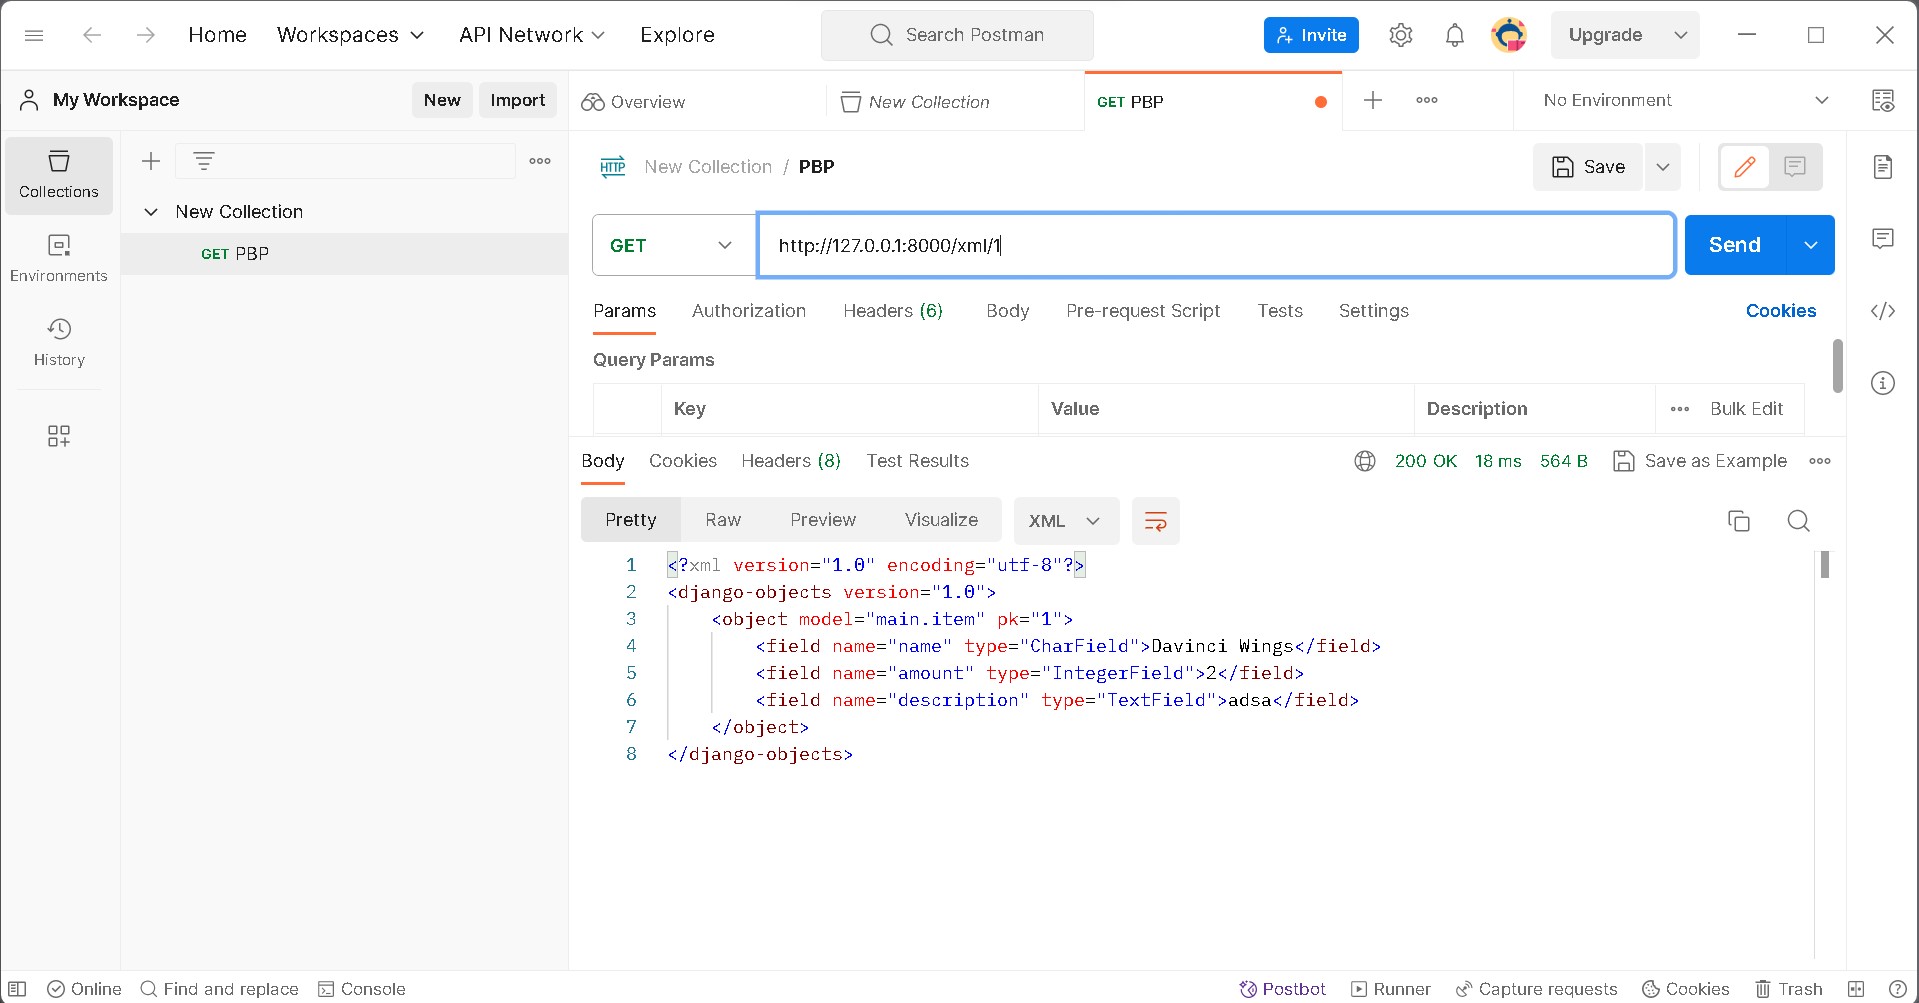 Home Workspaces API Network Explore Search Postman Invite Upgrade
My Workspace New Import Overview New Collection GET PBP No Environment
Collections
Environments
History
New Collection
GET PBP
HTTP New Collection / PBP Save
GET http://127.0.0.1:8000/xml/1 Send
Params Authorization Headers (6) Body Pre-request Script Tests Settings Cookies
Query Params
Key Value Description Bulk Edit
Body Cookies Headers (8) Test Results 200 OK 18 ms 564 B Save as Example
Pretty Raw Preview Visualize XML
1 <?xml version="1.0" encoding="utf-8"?>
2 <django-objects version="1.0">
3 <object model="main.item" pk="1">
4 <field name="name" type="CharField">Davinci Wings</field>
5 <field name="amount" type="IntegerField">2</field>
6 <field name="description" type="TextField">adsa</field>
7 </object>
8 </django-objects>
Online Find and replace Console Postbot Runner Capture requests Cookies Trash